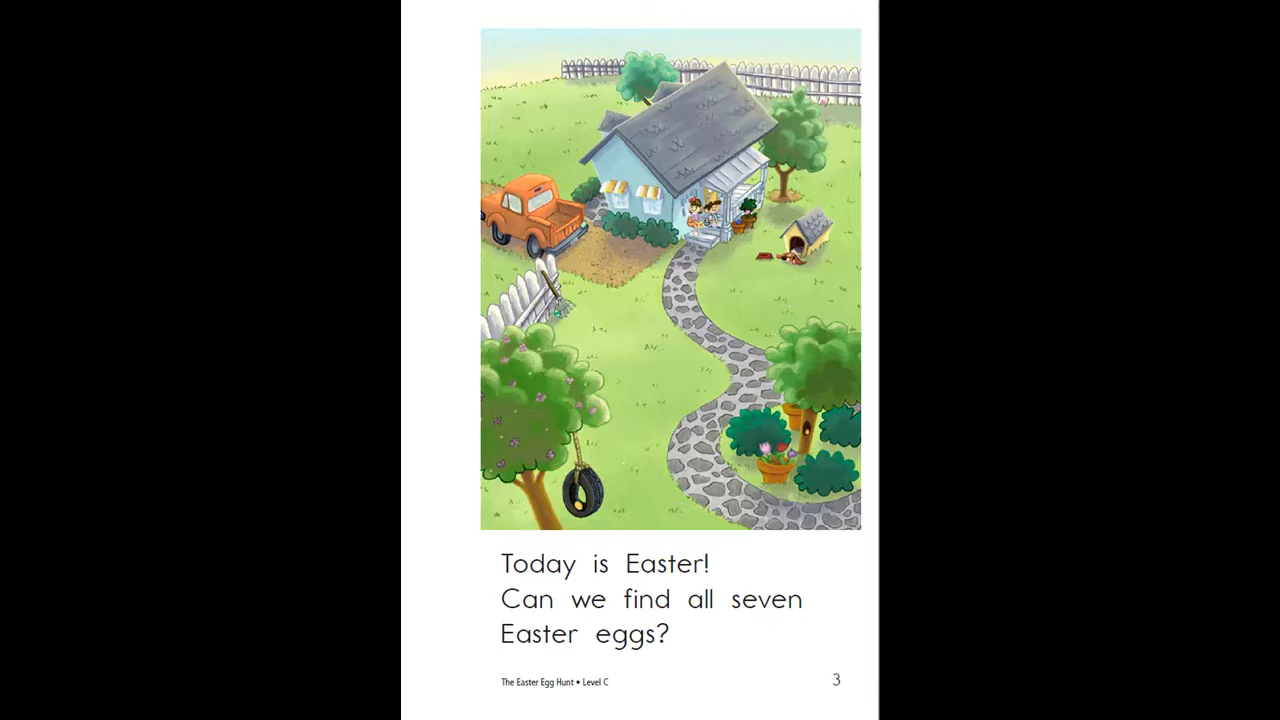 Today is Easter!
Can we find all seven
Easter eggs?
The Easter Egg Hunt • Level C
3